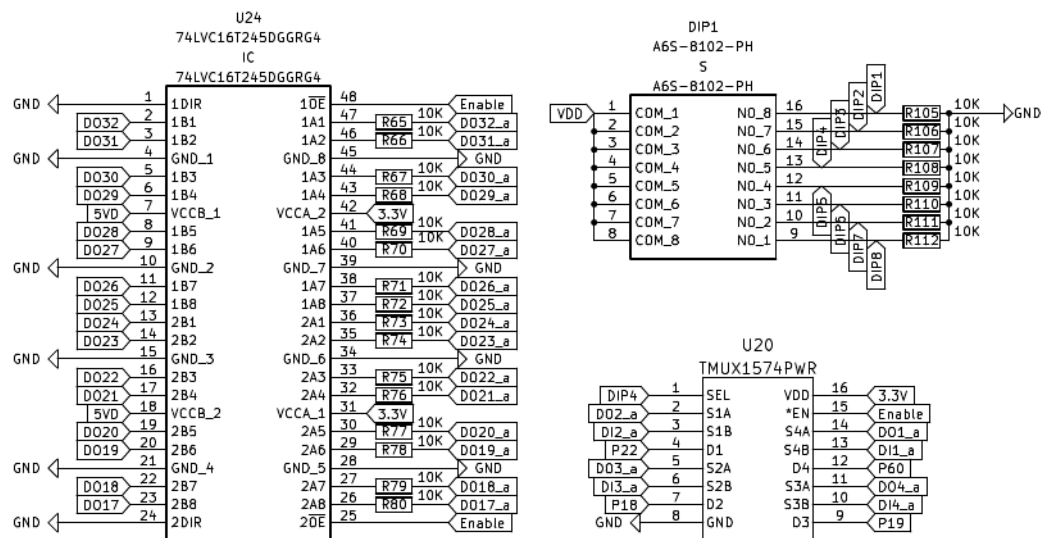 U24
74LVC16T245DGGRG4
IC
74LVC16T245DGGRG4
GND 1 1DIR 1OE 48 Enable
DO32 2 1B1 1A1 47 R65 10K DO32_a
DO31 3 1B2 1A2 46 R66 10K DO31_a
GND 4 GND_1 GND_8 45 GND
DO30 5 1B3 1A3 44 R67 10K DO30_a
DO29 6 1B4 1A4 43 R68 10K DO29_a
5VD 7 VCCB_1 VCCA_2 42 3.3V
DO28 8 1B5 1A5 41 R69 10K DO28_a
DO27 9 1B6 1A6 40 R70 10K DO27_a
GND 10 GND_2 GND_7 39 GND
DO26 11 1B7 1A7 38 R71 10K DO26_a
DO25 12 1B8 1A8 37 R72 10K DO25_a
DO24 13 2B1 2A1 36 R73 10K DO24_a
DO23 14 2B2 2A2 35 R74 10K DO23_a
GND 15 GND_3 GND_6 34 GND
DO22 16 2B3 2A3 33 R75 10K DO22_a
DO21 17 2B4 2A4 32 R76 10K DO21_a
5VD 18 VCCB_2 VCCA_1 31 3.3V
DO20 19 2B5 2A5 30 R77 10K DO20_a
DO19 20 2B6 2A6 29 R78 10K DO19_a
GND 21 GND_4 GND_5 28 GND
DO18 22 2B7 2A7 27 R79 10K DO18_a
DO17 23 2B8 2A8 26 R80 10K DO17_a
GND 24 2DIR 2OE 25 Enable
DIP1
A6S-8102-PH
S
A6S-8102-PH
VDD 1 COM_1 NO_8 16 R105 10K GND
2 COM_2 NO_7 15 R106 10K
3 COM_3 NO_6 14 R107 10K
4 COM_4 NO_5 13 R108 10K
5 COM_5 NO_4 12 R109 10K
6 COM_6 NO_3 11 R110 10K
7 COM_7 NO_2 10 R111 10K
8 COM_8 NO_1 9 R112 10K
DIP4
DIP3
DIP2
DIP1
DIP5
DIP6
DIP7
DIP8
U20
TMUX1574PWR
DIP4 1 SEL VDD 16 3.3V
DO2_a 2 S1A *EN 15 Enable
DI2_a 3 S1B S4A 14 DO1_a
P22 4 D1 S4B 13 DI1_a
DO3_a 5 S2A D4 12 P60
DI3_a 6 S2B S3A 11 DO4_a
P18 7 D2 S3B 10 DI4_a
GND 8 GND D3 9 P19